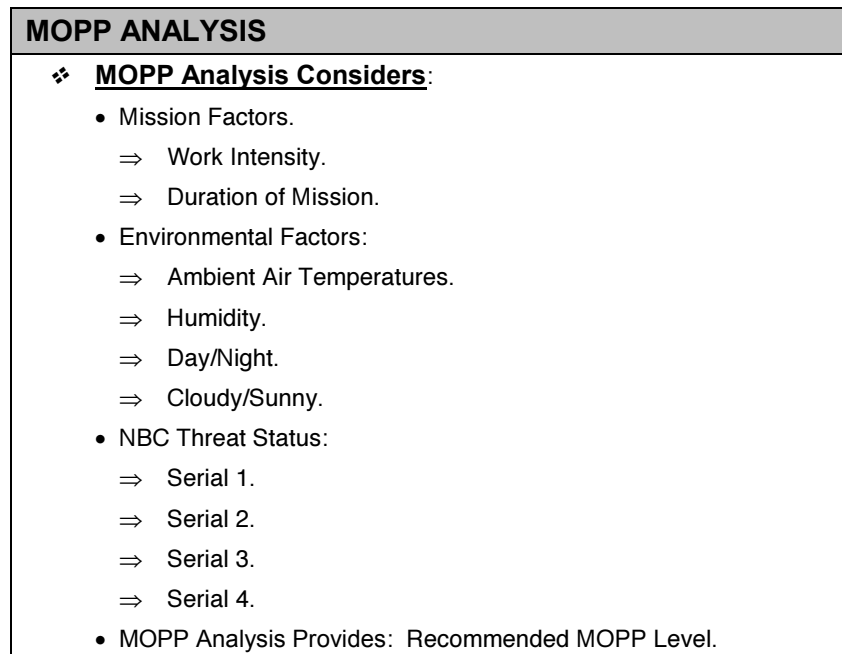 MOPP ANALYSIS
❖ MOPP Analysis Considers:
• Mission Factors.
⇒ Work Intensity.
⇒ Duration of Mission.
• Environmental Factors:
⇒ Ambient Air Temperatures.
⇒ Humidity.
⇒ Day/Night.
⇒ Cloudy/Sunny.
• NBC Threat Status:
⇒ Serial 1.
⇒ Serial 2.
⇒ Serial 3.
⇒ Serial 4.
• MOPP Analysis Provides: Recommended MOPP Level.